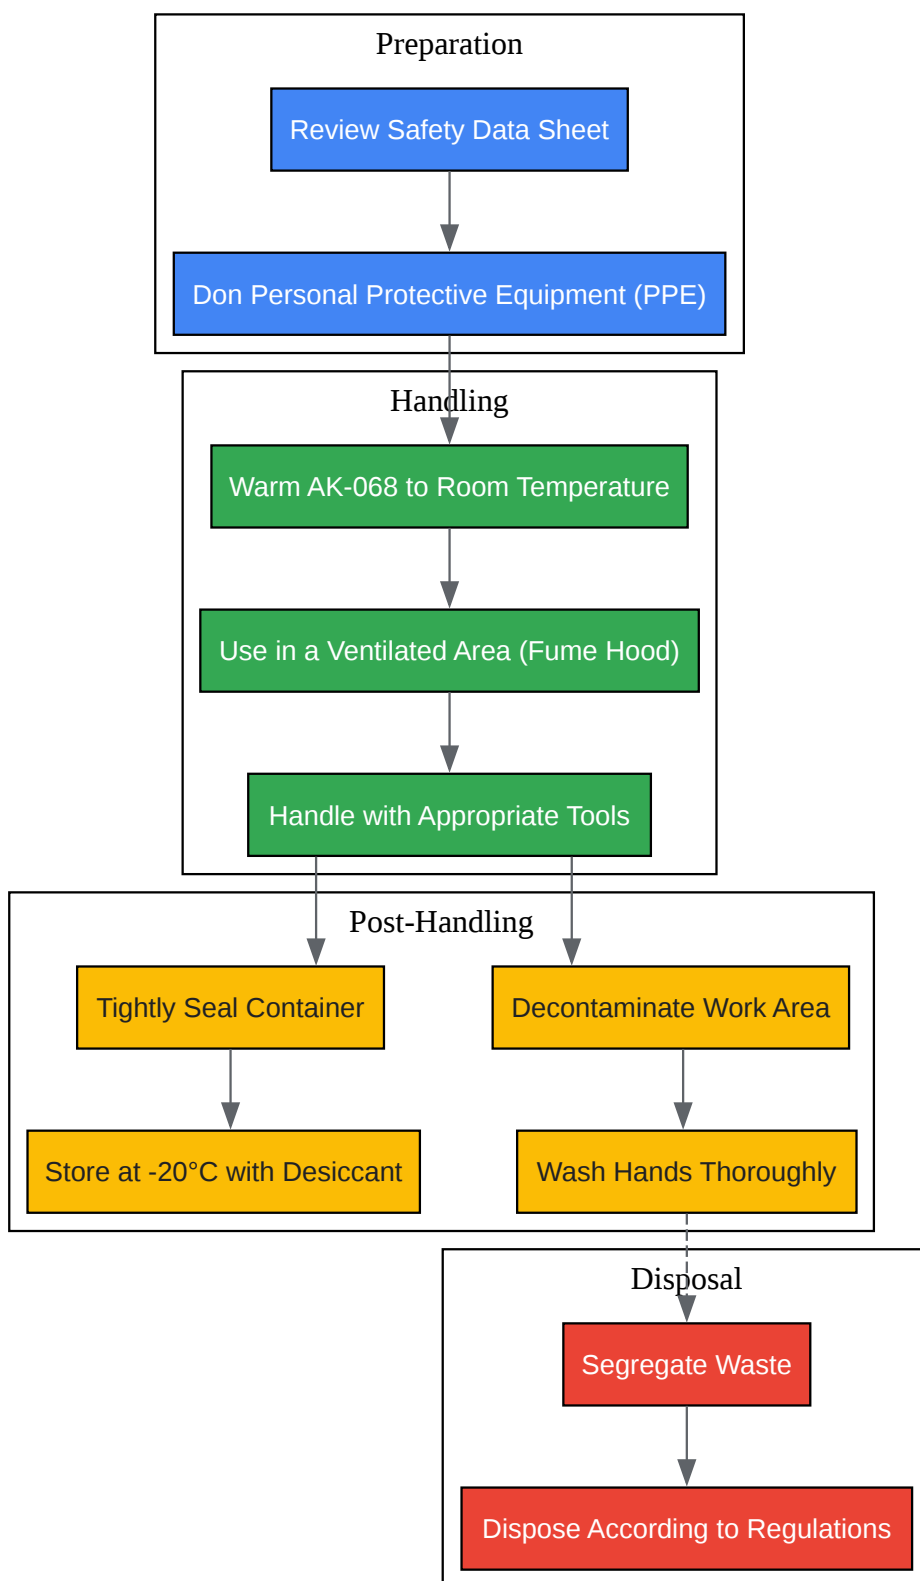 Preparation
Review Safety Data Sheet
Don Personal Protective Equipment (PPE)
Handling
Warm AK-068 to Room Temperature
Use in a Ventilated Area (Fume Hood)
Handle with Appropriate Tools
Post-Handling
Tightly Seal Container
Decontaminate Work Area
Store at -20°C with Desiccant
Wash Hands Thoroughly
Disposal
Segregate Waste
Dispose According to Regulations